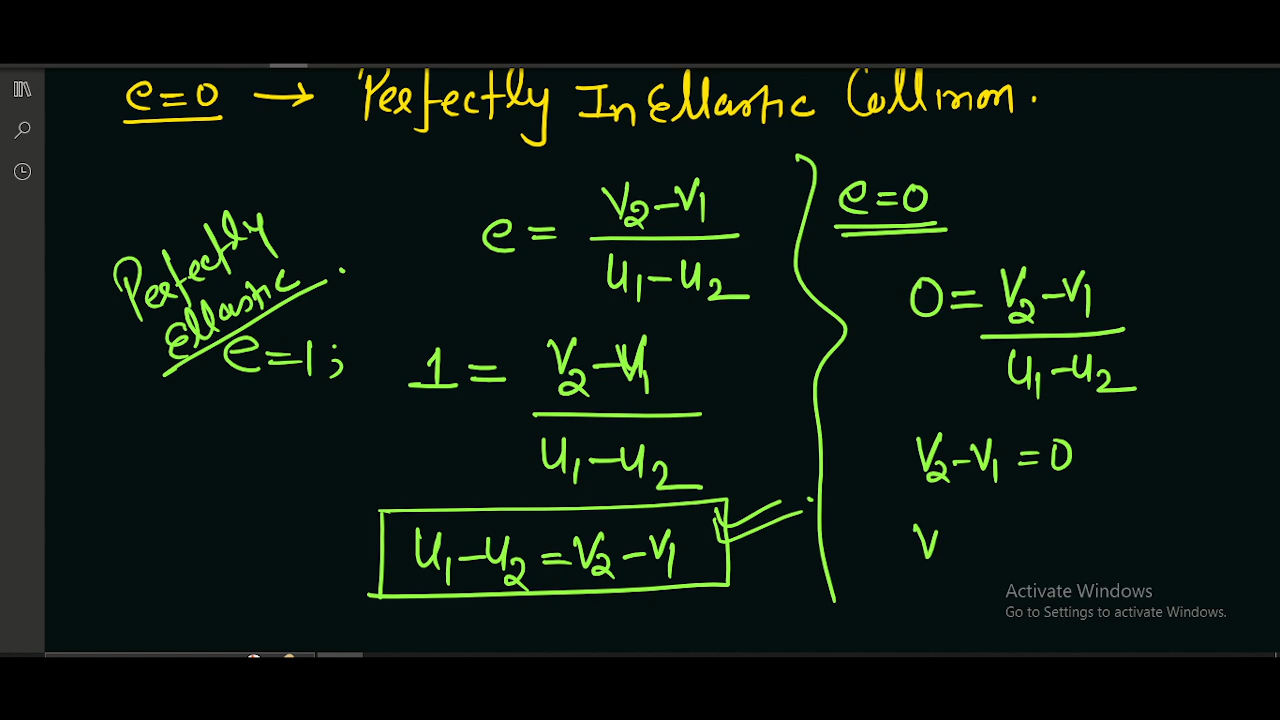 e=0 → Perfectly InEllastic Collision.
Perfectly
Ellastic
e=1;
e = V2-V1
U1-U2
1 = V2-V1
U1-U2
U1-U2=V2-V1
e=0
0= V2-V1
U1-U2
V2-V1=0
V
Activate Windows
Go to Settings to activate Windows.